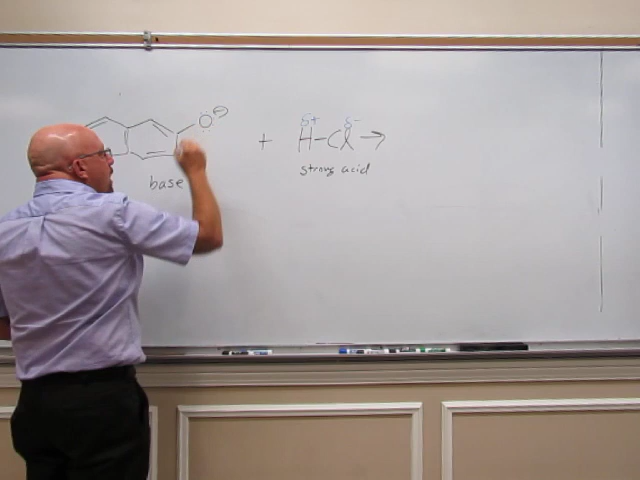 O⊖ + H-Cl →
δ+ δ-
base
strong acid